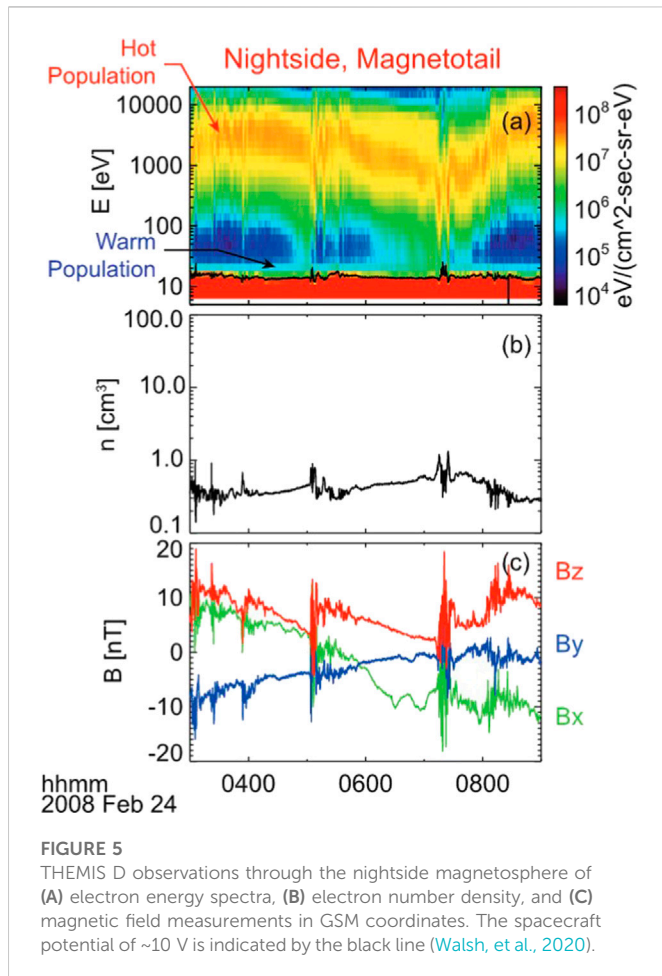 Hot
Population
Nightside, Magnetotail
(a)
10000
1000
100
10
E [eV]
Warm
Population
10^8
10^7
10^6
10^5
10^4
eV/(cm^2-sec-sr-eV)
(b)
100.0
10.0
1.0
0.1
n [cm³]
(c)
20
10
0
-10
-20
B [nT]
Bz
By
Bx
hhmm
0400 0600 0800
2008 Feb 24
FIGURE 5
THEMIS D observations through the nightside magnetosphere of
(A) electron energy spectra, (B) electron number density, and (C)
magnetic field measurements in GSM coordinates. The spacecraft
potential of ~10 V is indicated by the black line (Walsh, et al., 2020).